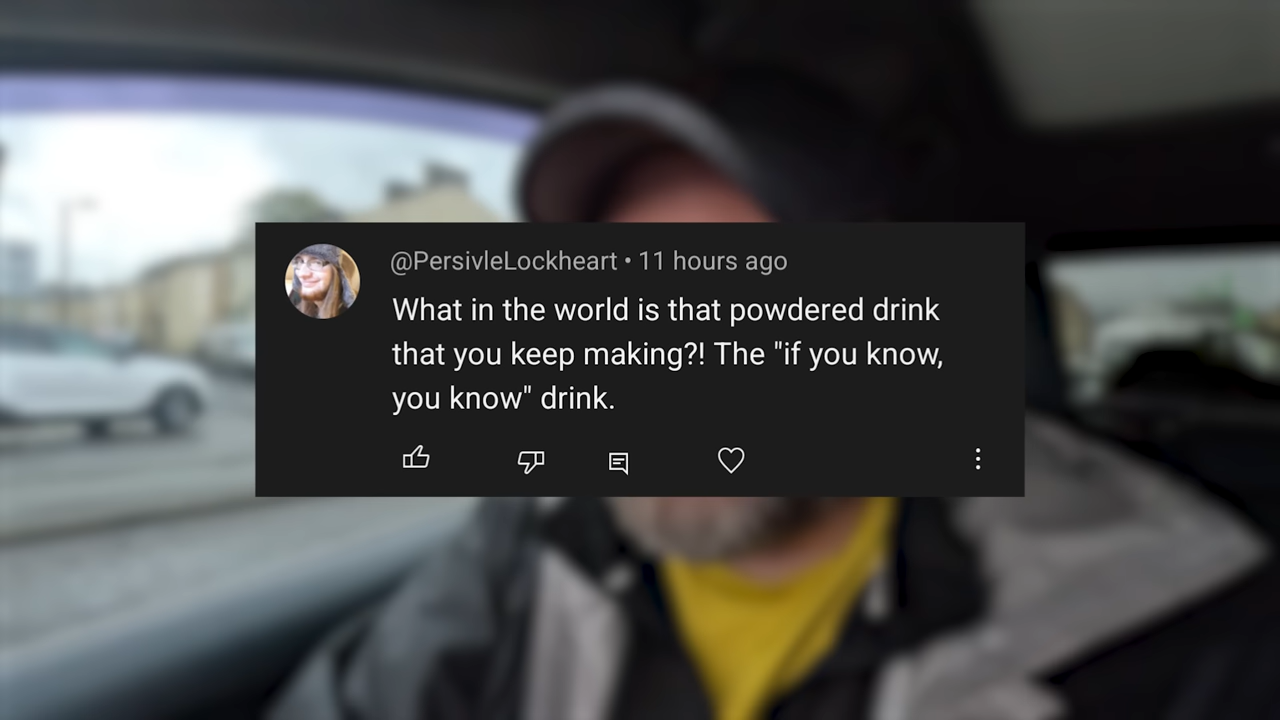 @PersivleLockheart • 11 hours ago
What in the world is that powdered drink
that you keep making?! The "if you know,
you know" drink.